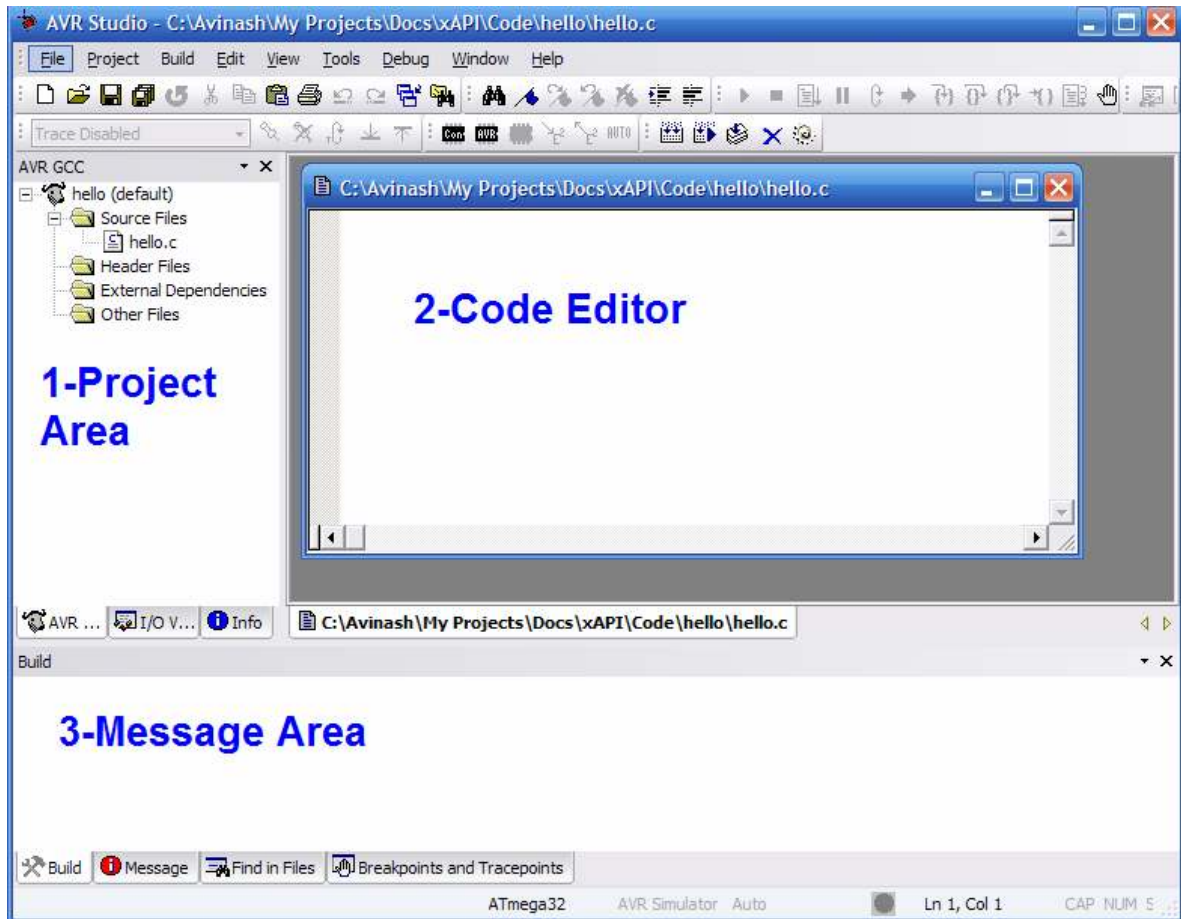 AVR Studio - C:\Avinash\My Projects\Docs\xAPI\Code\hello\hello.c
File Project Build Edit View Tools Debug Window Help
Trace Disabled
Con AVR AUTO
AVR GCC
hello (default)
Source Files
hello.c
Header Files
External Dependencies
Other Files
1-Project
Area
C:\Avinash\My Projects\Docs\xAPI\Code\hello\hello.c
2-Code Editor
AVR ... I/O V... Info
C:\Avinash\My Projects\Docs\xAPI\Code\hello\hello.c
Build
3-Message Area
Build Message Find in Files Breakpoints and Tracepoints
ATmega32 AVR Simulator Auto Ln 1, Col 1 CAP NUM